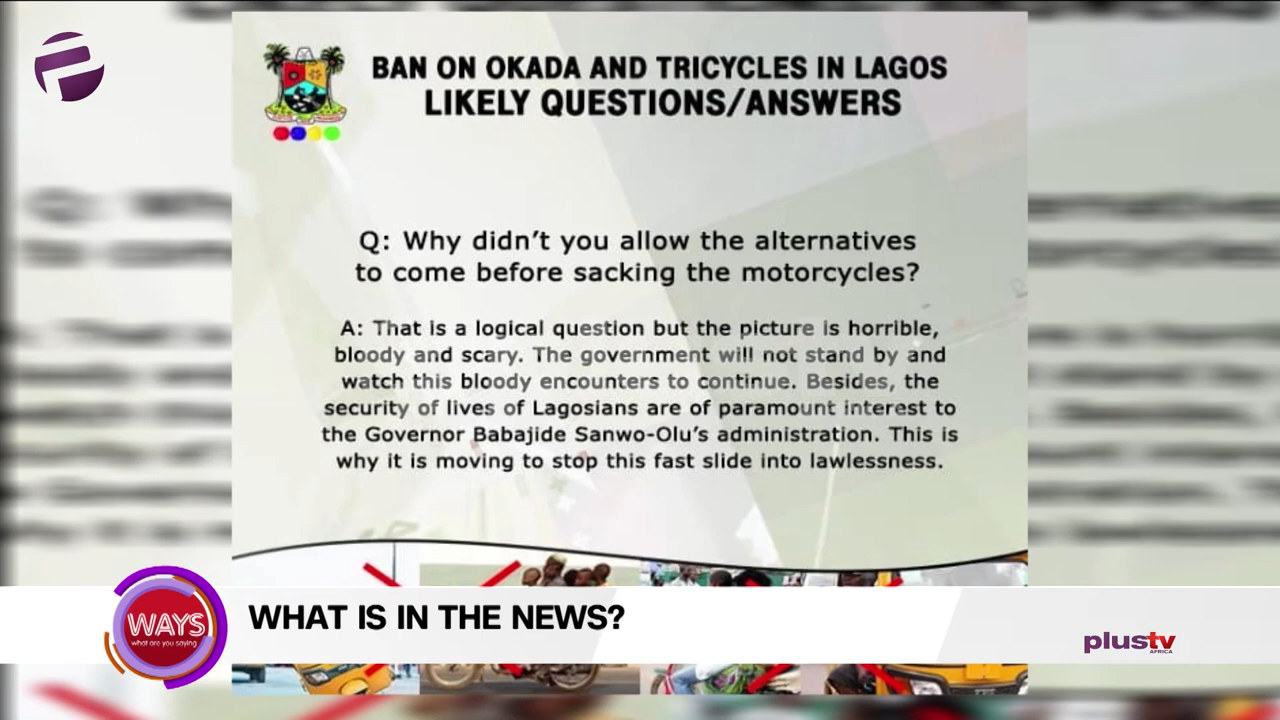 BAN ON OKADA AND TRICYCLES IN LAGOS
LIKELY QUESTIONS/ANSWERS
Q: Why didn't you allow the alternatives
to come before sacking the motorcycles?
A: That is a logical question but the picture is horrible,
bloody and scary. The government will not stand by and
watch this bloody encounters to continue. Besides, the
security of lives of Lagosians are of paramount interest to
the Governor Babajide Sanwo-Olu's administration. This is
why it is moving to stop this fast slide into lawlessness.
WAYS
what are you saying
WHAT IS IN THE NEWS?
plustv
AFRICA